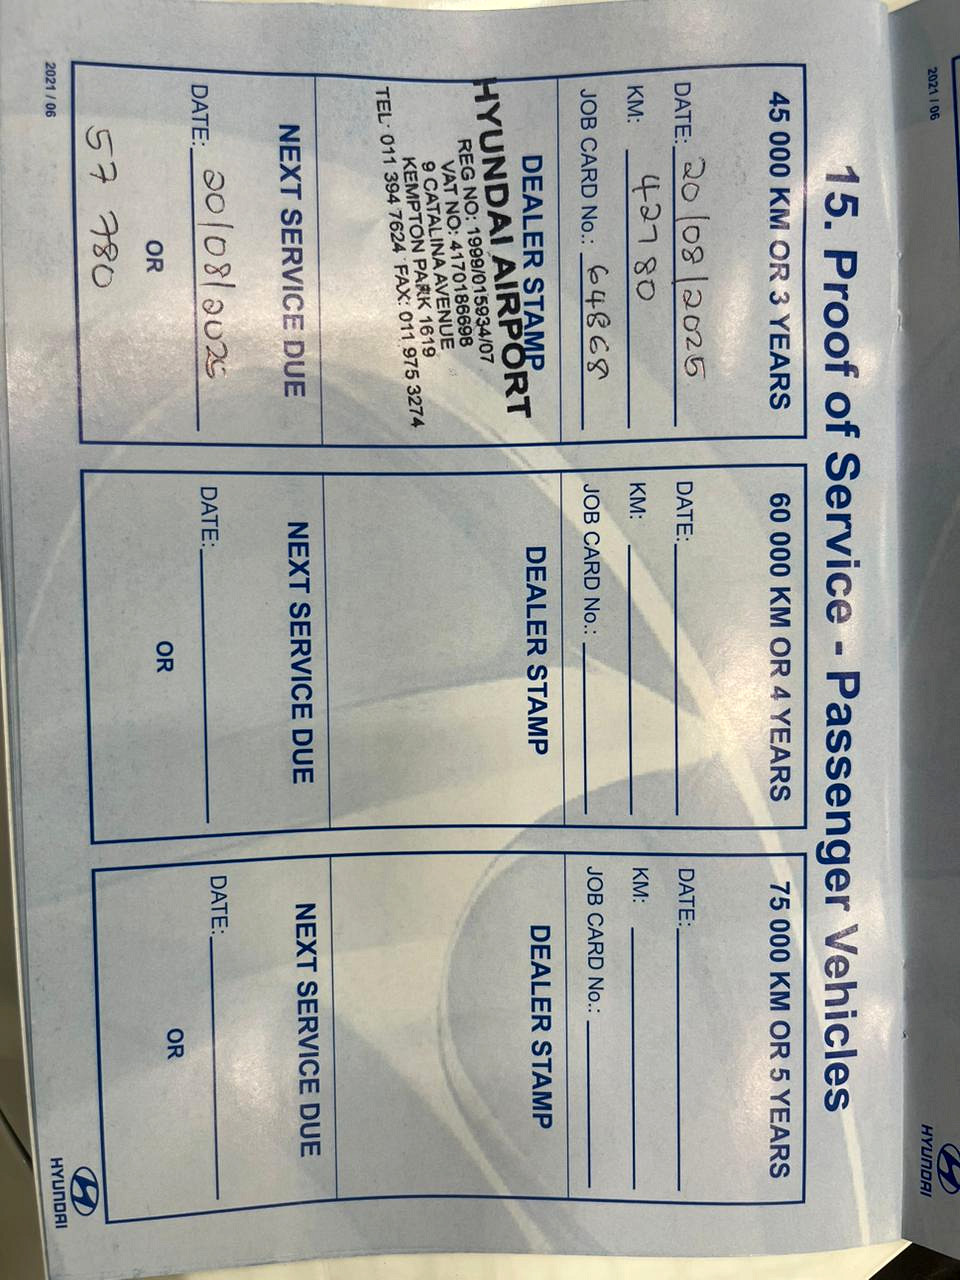 15. Proof of Service - Passenger Vehicles
45 000 KM OR 3 YEARS
DATE: 20/08/2025
KM: 42780
JOB CARD No.: 64868
DEALER STAMP
HYUNDAI AIRPORT
REG NO: 1999/015934/07
VAT NO: 4170186698
9 CATALINA AVENUE
KEMPTON PARK 1619
TEL: 011 394 7624 FAX: 011 975 3274
NEXT SERVICE DUE
DATE:
OR
57 780
60 000 KM OR 4 YEARS
DATE:
KM:
JOB CARD No.:
DEALER STAMP
NEXT SERVICE DUE
DATE:
OR
75 000 KM OR 5 YEARS
DATE:
KM:
JOB CARD No.:
DEALER STAMP
NEXT SERVICE DUE
DATE:
OR
2021 / 06
HYUNDAI
2021 / 06
HYUNDAI